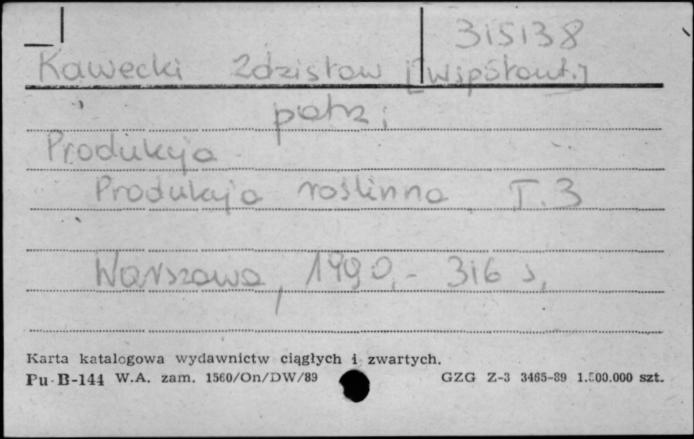 315138
Kawecki Zdzisław [Współaut.]
patrz:
Produkcja
Produkcja roślinna. T. 3
Warszawa, 1990.- 316 s.
Karta katalogowa wydawnictw ciągłych i zwartych.
Pu-B-144 W.A. zam. 1560/On/DW/89 GZG Z-3 3465-89 1.500.000 szt.